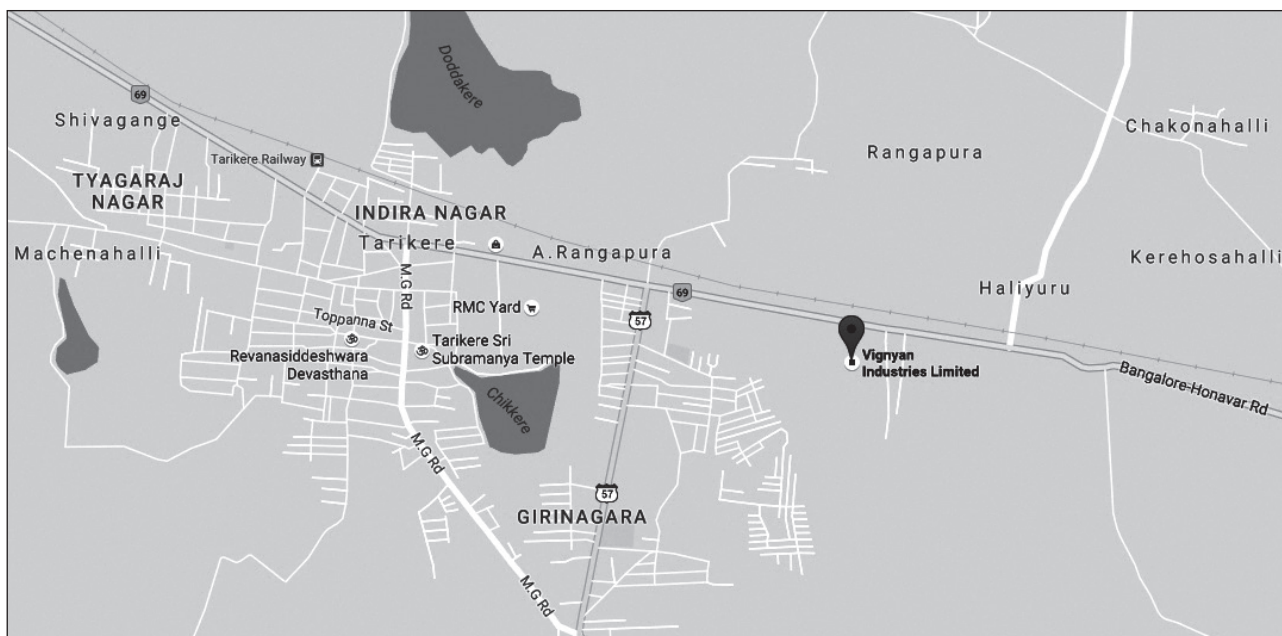 Doddakere
69
Shivagange
Chakonahalli
Tarikere Railway
Rangapura
TYAGARAJ
NAGAR
INDIRA NAGAR
Tarikere
A.Rangapura
Machenahalli
Kerehosahalli
M.G Rd
Haliyuru
69
RMC Yard
57
Toppanna St
Revanasiddeshwara
Devasthana
Tarikere Sri
Subramanya Temple
Vignyan
Industries Limited
Bangalore-Honavar Rd
Chikkere
M.G Rd
57
GIRINAGARA
M.G Rd